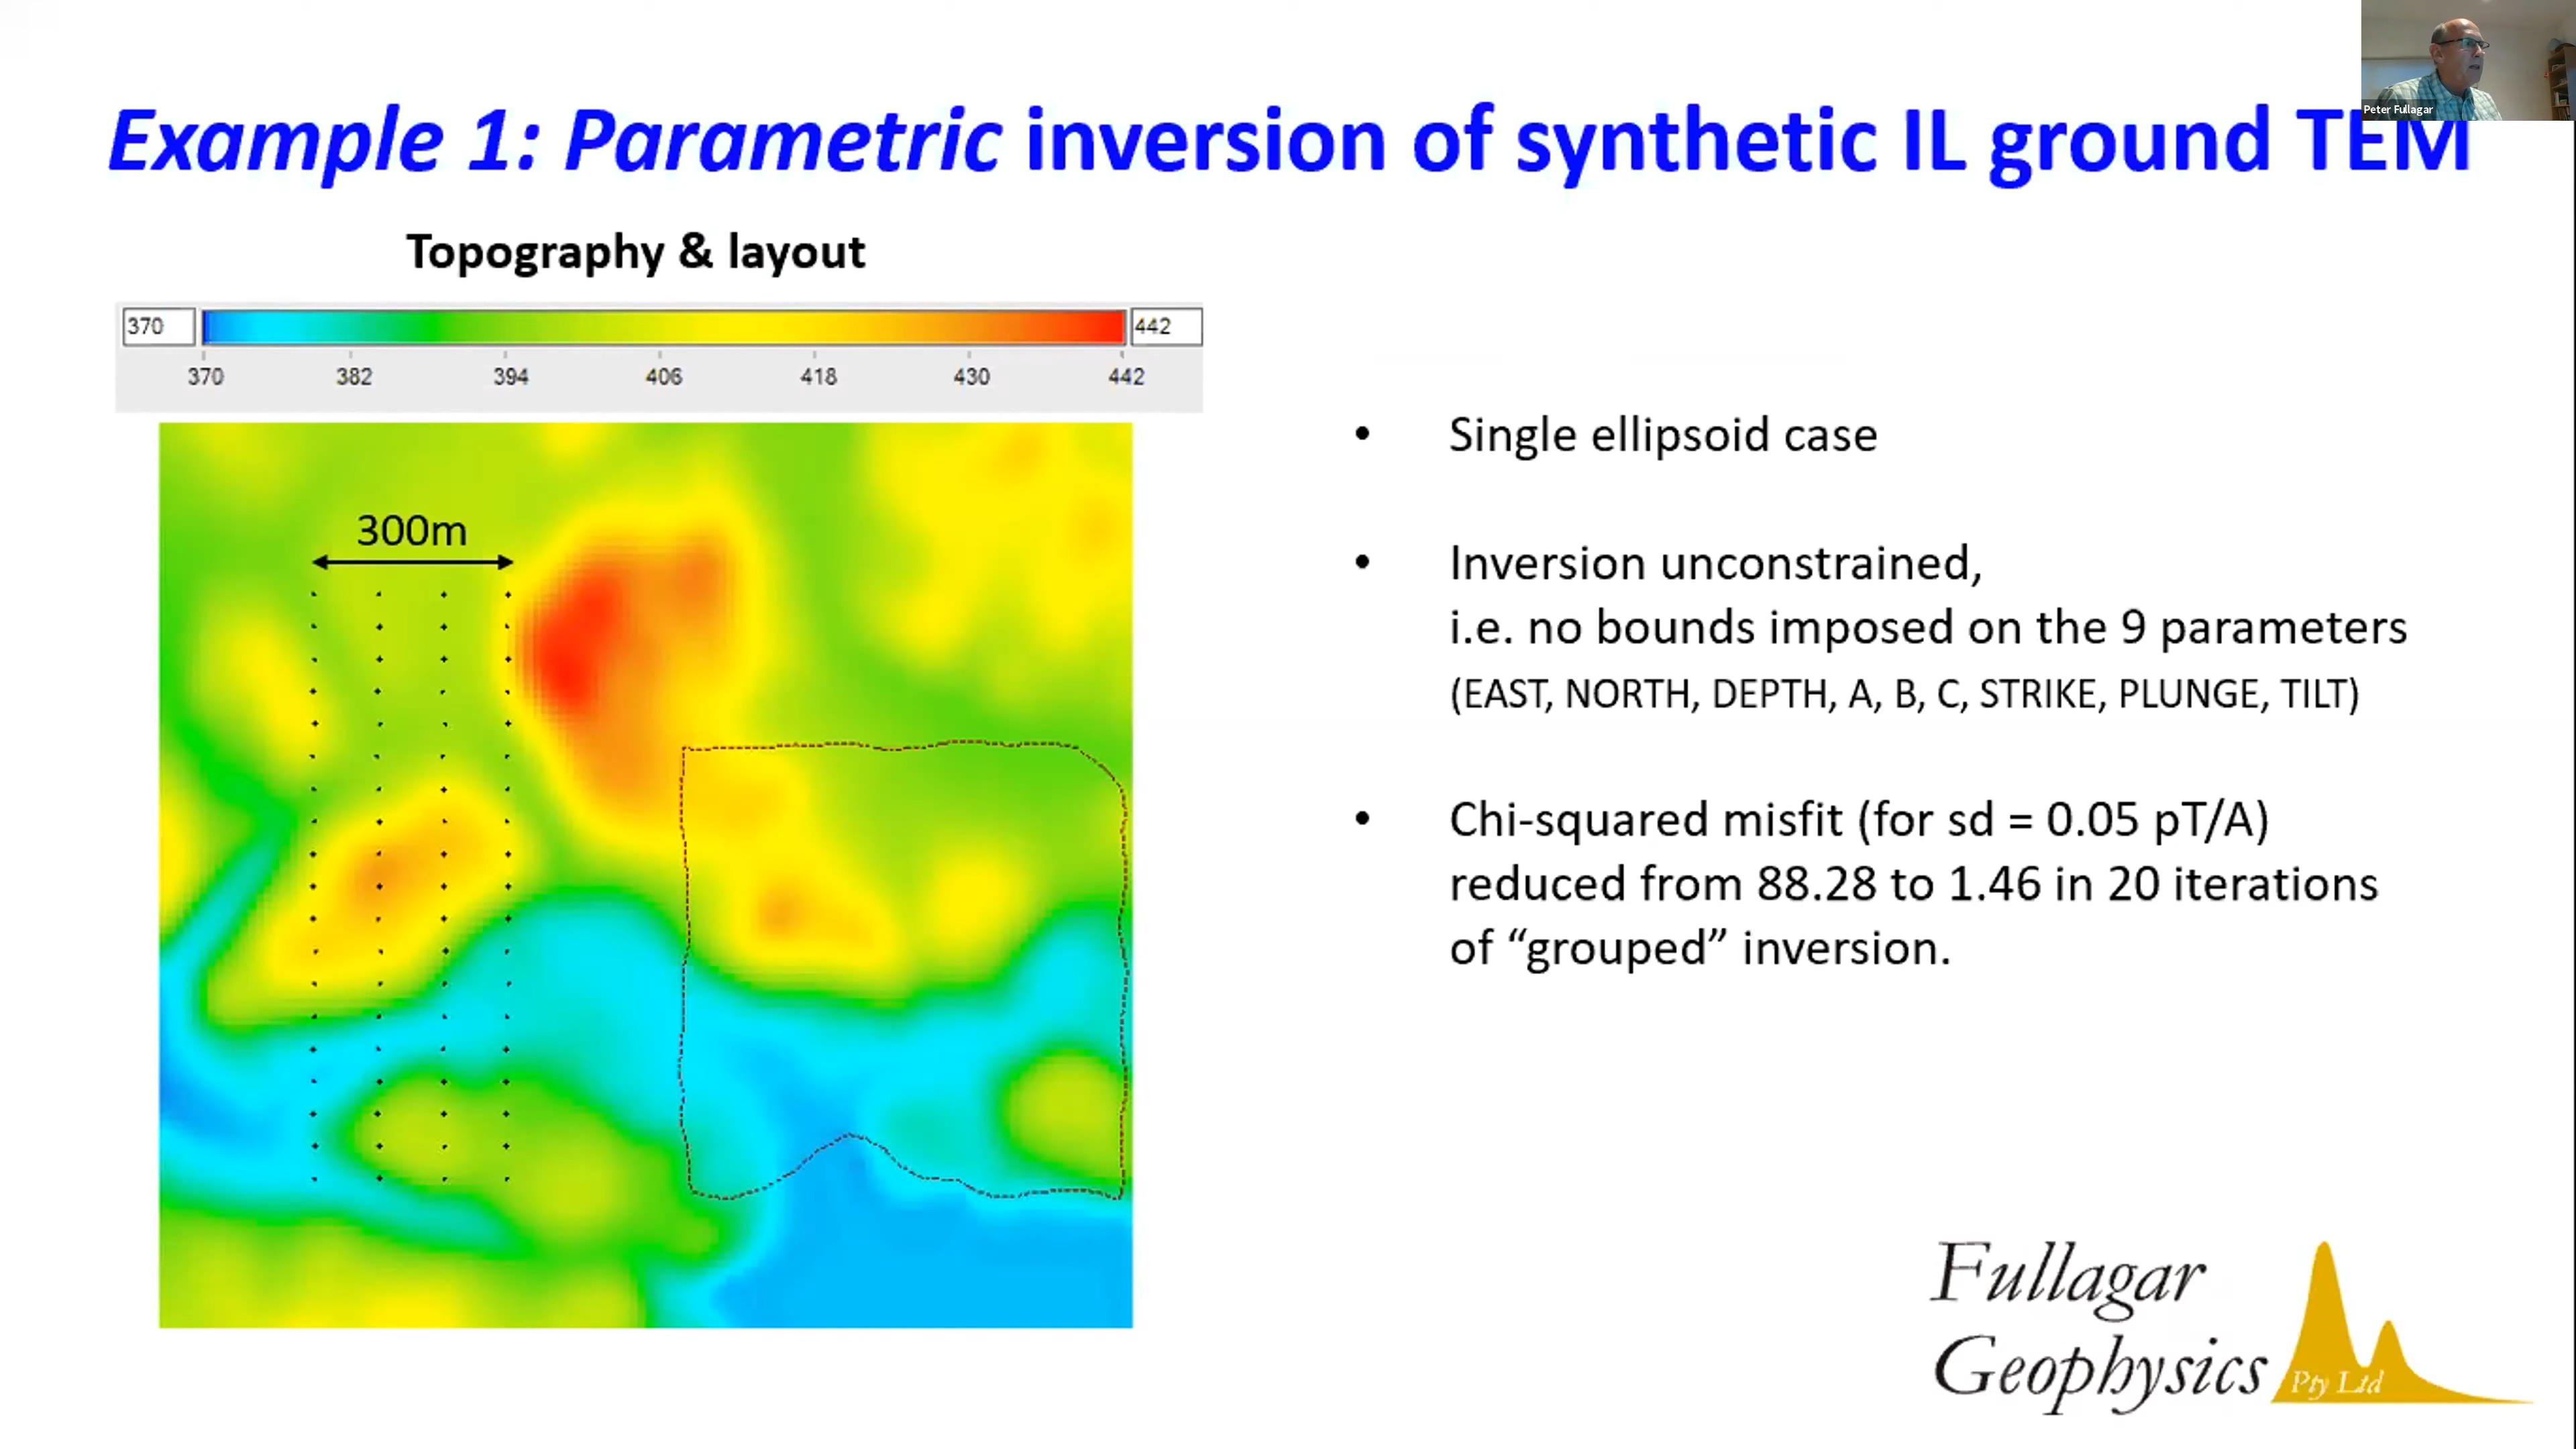 Peter Fullagar
Example 1: Parametric inversion of synthetic IL ground TEM
Topography & layout
370
442
370 382 394 406 418 430 442
300m
• Single ellipsoid case
• Inversion unconstrained,
i.e. no bounds imposed on the 9 parameters
(EAST, NORTH, DEPTH, A, B, C, STRIKE, PLUNGE, TILT)
• Chi-squared misfit (for sd = 0.05 pT/A)
reduced from 88.28 to 1.46 in 20 iterations
of “grouped” inversion.
Fullagar
Geophysics
Pty Ltd